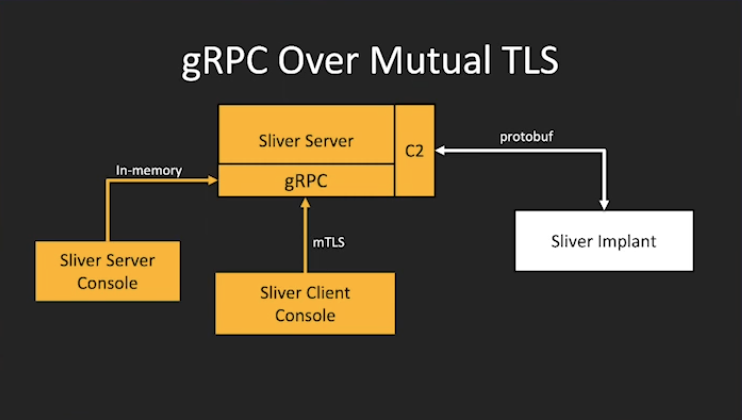 gRPC Over Mutual TLS
Sliver Server
C2
protobuf
In-memory
gRPC
mTLS
Sliver Implant
Sliver Server
Console
Sliver Client
Console